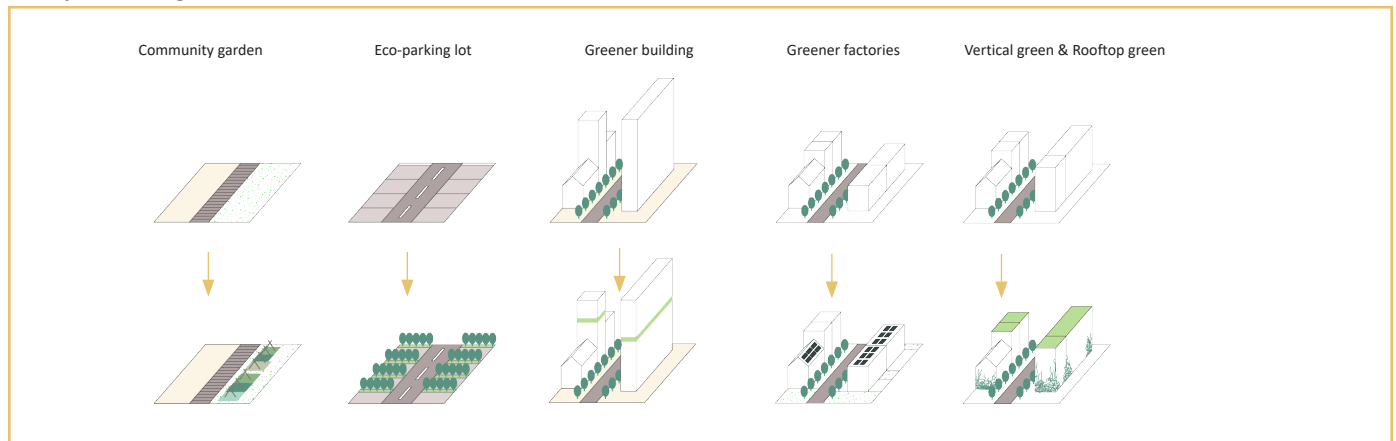 Community garden
Eco-parking lot
Greener building
Greener factories
Vertical green & Rooftop green